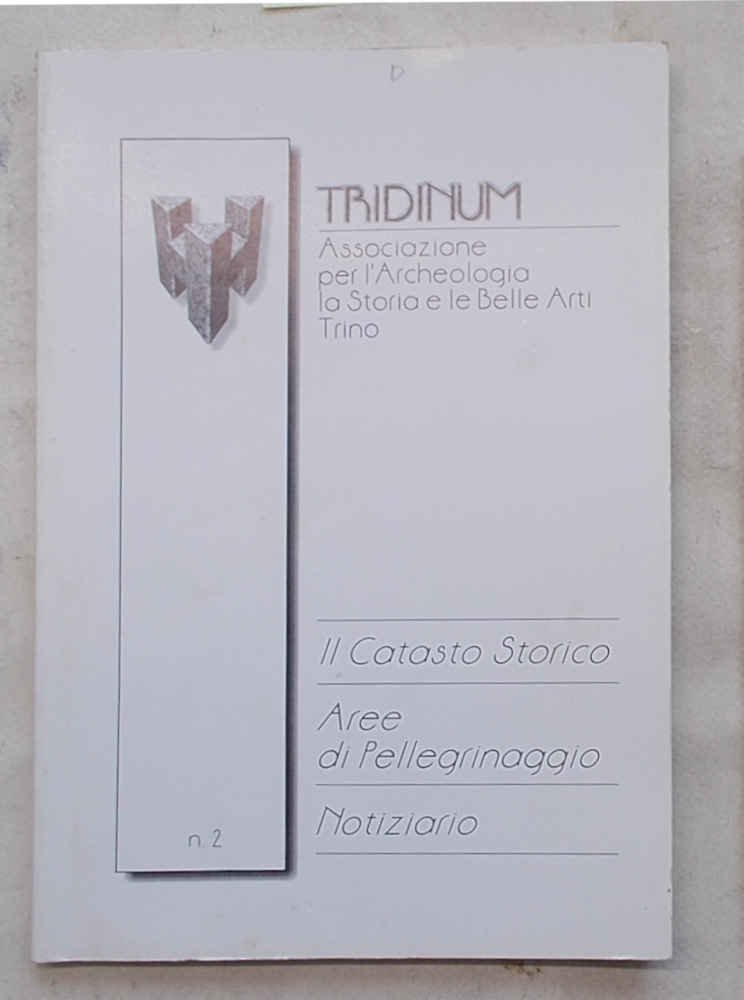 D
TRIDINUM
Associazione
per l'Archeologia
la Storia e le Belle Arti
Trino
Il Catasto Storico
Aree
di Pellegrinaggio
Notiziario
n. 2